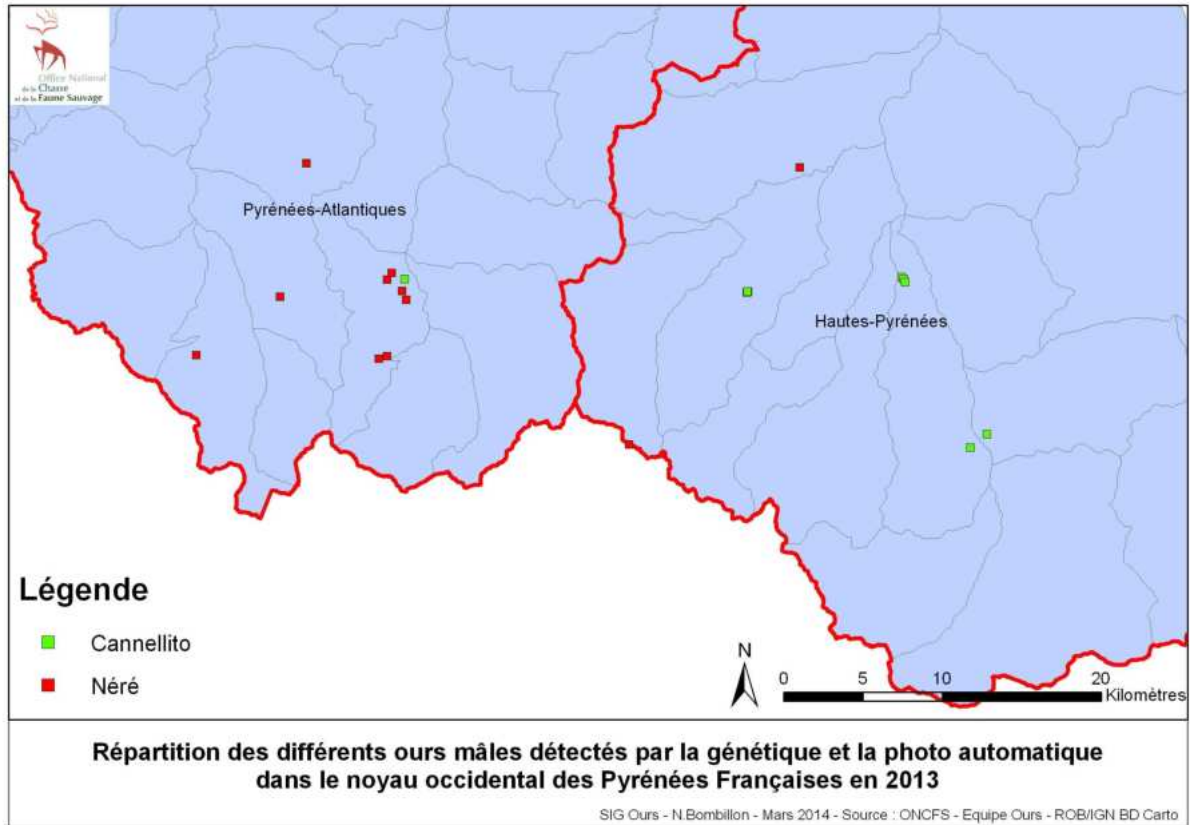 Office National
de la Chasse
et de la Faune Sauvage
Pyrénées-Atlantiques
Hautes-Pyrénées
Légende
Cannellito
Néré
N
0 5 10 20
Kilomètres
Répartition des différents ours mâles détectés par la génétique et la photo automatique
dans le noyau occidental des Pyrénées Françaises en 2013
SIG Ours - N.Bombillon - Mars 2014 - Source : ONCFS - Equipe Ours - ROB/IGN BD Carto